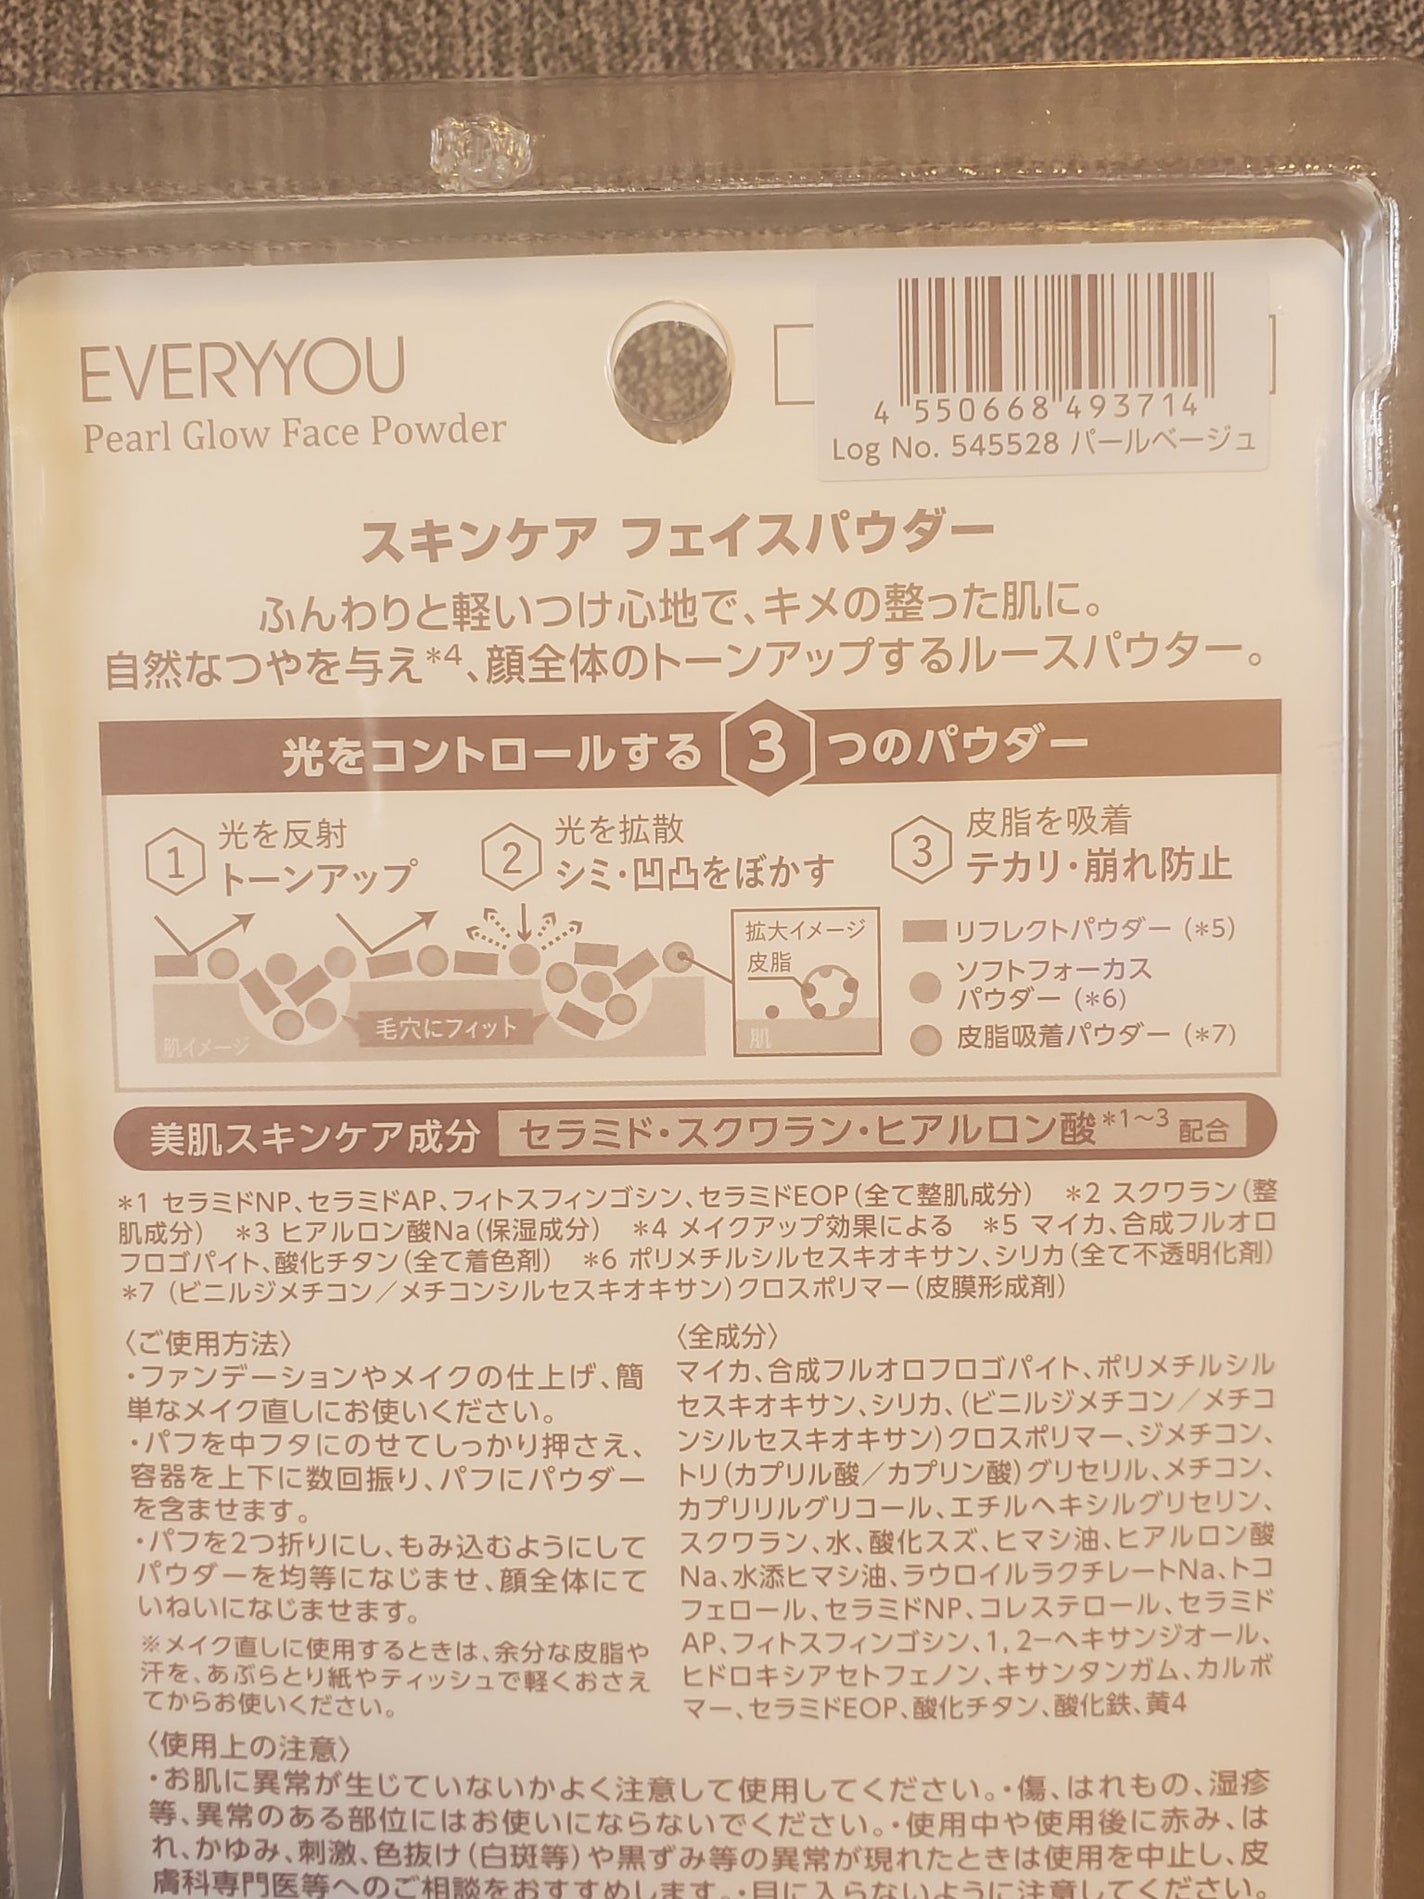 EVERYYOU
Pearl Glow Face Powder
4 550668 493714
Log No. 545528 パールベージュ
スキンケア フェイスパウダー
ふんわりと軽いつけ心地で、キメの整った肌に。
自然なつやを与え*4、顔全体のトーンアップするルースパウダー。
光をコントロールする 3 つのパウダー
1 光を反射
トーンアップ
2 光を拡散
シミ・凹凸をぼかす
3 皮脂を吸着
テカリ・崩れ防止
拡大イメージ
皮脂
肌
肌イメージ
毛穴にフィット
リフレクトパウダー (*5)
ソフトフォーカス
パウダー (*6)
皮脂吸着パウダー (*7)
美肌スキンケア成分 セラミド・スクワラン・ヒアルロン酸*1~3 配合
*1 セラミドNP、セラミドAP、フィトスフィンゴシン、セラミドEOP(全て整肌成分) *2 スクワラン(整
肌成分) *3 ヒアルロン酸Na(保湿成分) *4 メイクアップ効果による *5 マイカ、合成フルオロ
フロゴパイト、酸化チタン(全て着色剤) *6 ポリメチルシルセスキオキサン、シリカ(全て不透明化剤)
*7 (ビニルジメチコン/メチコンシルセスキオキサン)クロスポリマー(皮膜形成剤)
〈ご使用方法〉
・ファンデーションやメイクの仕上げ、簡
単なメイク直しにお使いください。
・パフを中フタにのせてしっかり押さえ、
容器を上下に数回振り、パフにパウダー
を含ませます。
・パフを2つ折りにし、もみ込むようにして
パウダーを均等になじませ、顔全体にて
いねいになじませます。
※メイク直しに使用するときは、余分な皮脂や
汗を、あぶらとり紙やティッシュで軽くおさえ
てからお使いください。
〈全成分〉
マイカ、合成フルオロフロゴパイト、ポリメチルシル
セスキオキサン、シリカ、(ビニルジメチコン/メチコ
ンシルセスキオキサン)クロスポリマー、ジメチコン、
トリ(カプリル酸/カプリン酸)グリセリル、メチコン、
カプリリルグリコール、エチルヘキシルグリセリン、
スクワラン、水、酸化スズ、ヒマシ油、ヒアルロン酸
Na、水添ヒマシ油、ラウロイルラクチレートNa、トコ
フェロール、セラミドNP、コレステロール、セラミド
AP、フィトスフィンゴシン、1,2-ヘキサンジオール、
ヒドロキシアセトフェノン、キサンタンガム、カルボ
マー、セラミドEOP、酸化チタン、酸化鉄、黄4
〈使用上の注意〉
・お肌に異常が生じていないかよく注意して使用してください。・傷、はれもの、湿疹
等、異常のある部位にはお使いにならないでください。・使用中や使用後に赤み、は
れ、かゆみ、刺激、色抜け(白斑等)や黒ずみ等の異常が現れたときは使用を中止し、皮
膚科専門医等へのご相談をおすすめします。・目に入らないように注意してください。